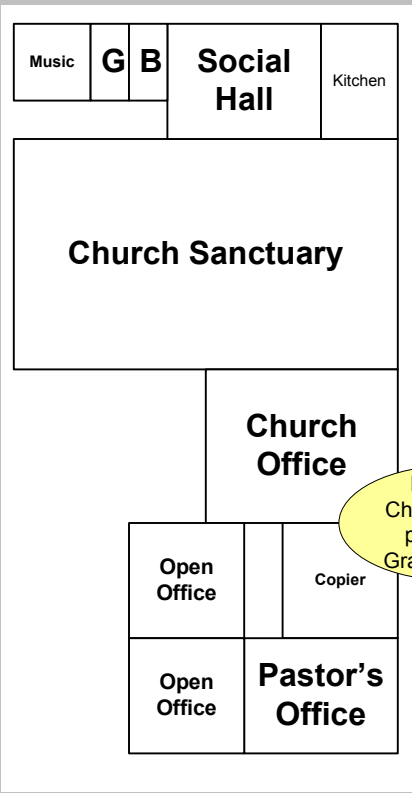 Music
G
B
Social
Hall
Kitchen
Church Sanctuary
Church
Office
Open
Office
Copier
Open
Office
Pastor’s
Office